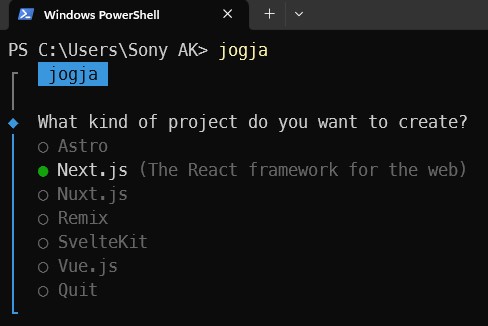 Windows PowerShell
PS C:\Users\Sony AK> jogja
jogja
What kind of project do you want to create?
Astro
Next.js (The React framework for the web)
Nuxt.js
Remix
SvelteKit
Vue.js
Quit